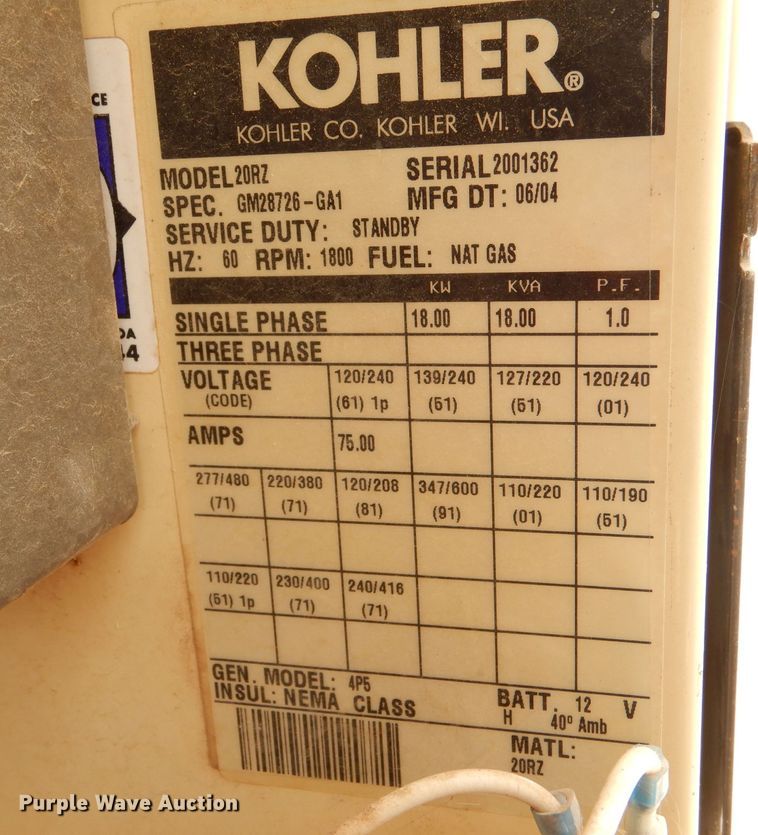 KOHLER®
KOHLER CO. KOHLER WI. USA
MODEL 20RZ SERIAL 2001362
SPEC. GM28726-GA1 MFG DT: 06/04
SERVICE DUTY: STANDBY
HZ: 60 RPM: 1800 FUEL: NAT GAS
KW KVA P.F.
SINGLE PHASE 18.00 18.00 1.0
THREE PHASE
VOLTAGE 120/240 139/240 127/220 120/240
(CODE) (61) 1p (51) (51) (01)
AMPS 75.00
277/480 220/380 120/208 347/600 110/220 110/190
(71) (71) (81) (91) (01) (51)
110/220 230/400 240/416
(51) 1p (71) (71)
GEN. MODEL: 4P5 BATT. 12 V
INSUL: NEMA CLASS H 40° Amb
MATL:
20RZ
CE
DA
44
Purple Wave Auction